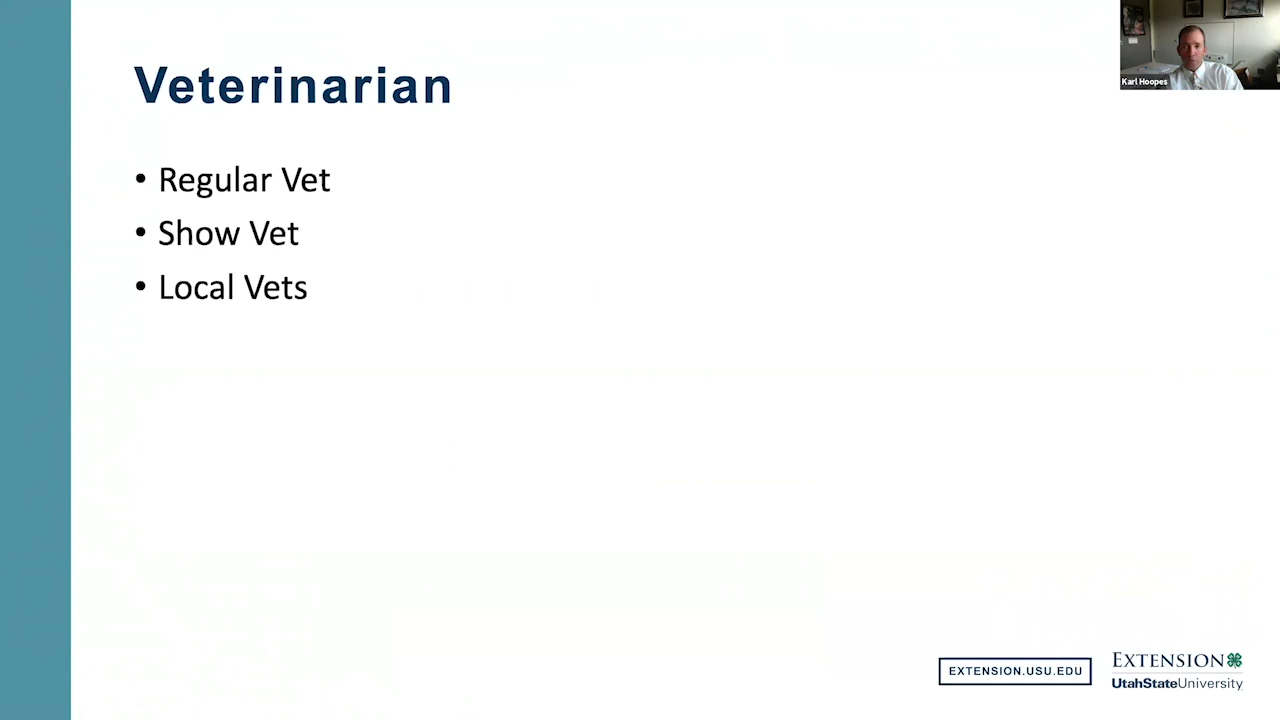 Veterinarian
Karl Hoopes
• Regular Vet
• Show Vet
• Local Vets
EXTENSION.USU.EDU
EXTENSION
UtahStateUniversity